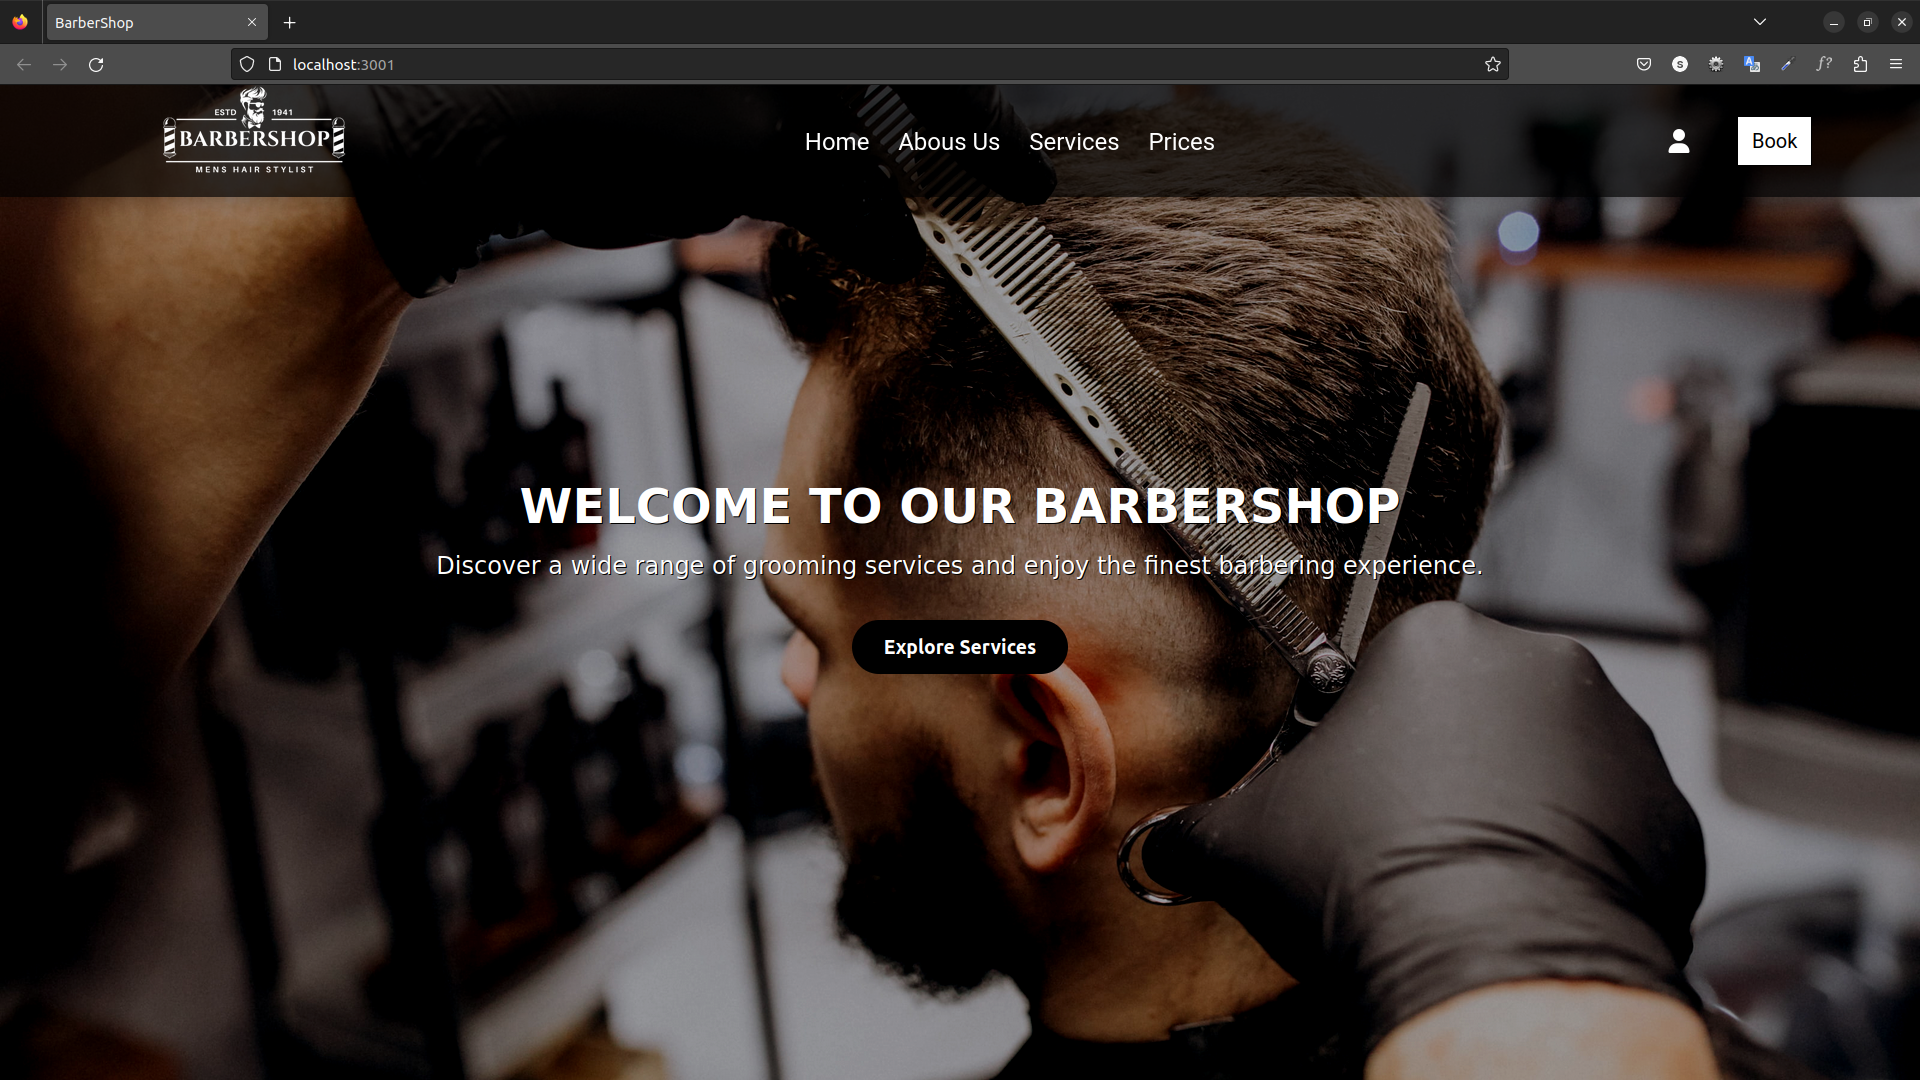 BarberShop
localhost:3001
ESTD 1941
BARBERSHOP
MENS HAIR STYLIST
Home Abous Us Services Prices
Book
WELCOME TO OUR BARBERSHOP
Discover a wide range of grooming services and enjoy the finest barbering experience.
Explore Services